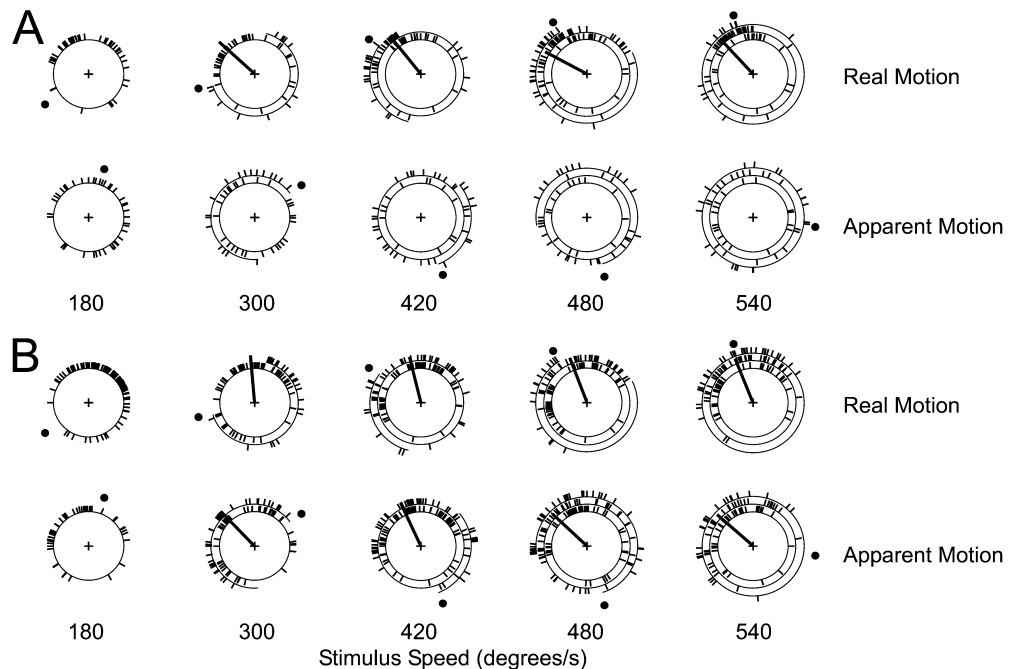 A
Real Motion
Apparent Motion
180 300 420 480 540
B
Real Motion
Apparent Motion
180 300 420 480 540
Stimulus Speed (degrees/s)